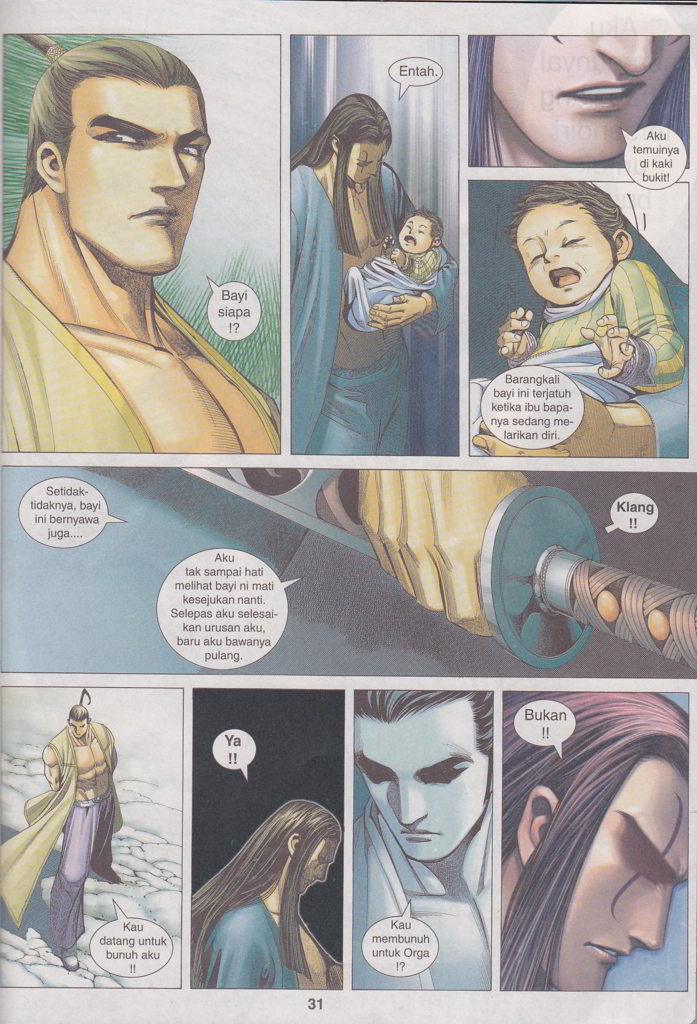 Bayi
siapa
!?
Entah.
Aku
temuinya
di kaki
bukit!
Barangkali
bayi ini terjatuh
ketika ibu bapa-
nya sedang me-
larikan diri.
Setidak-
tidaknya, bayi
ini bernyawa
juga....
Aku
tak sampai hati
melihat bayi ni mati
kesejukan nanti.
Selepas aku selesai-
kan urusan aku,
baru aku bawanya
pulang.
Klang
!!
Kau
datang untuk
bunuh aku
!!
Ya
!!
Kau
membunuh
untuk Orga
!?
Bukan
!!
31